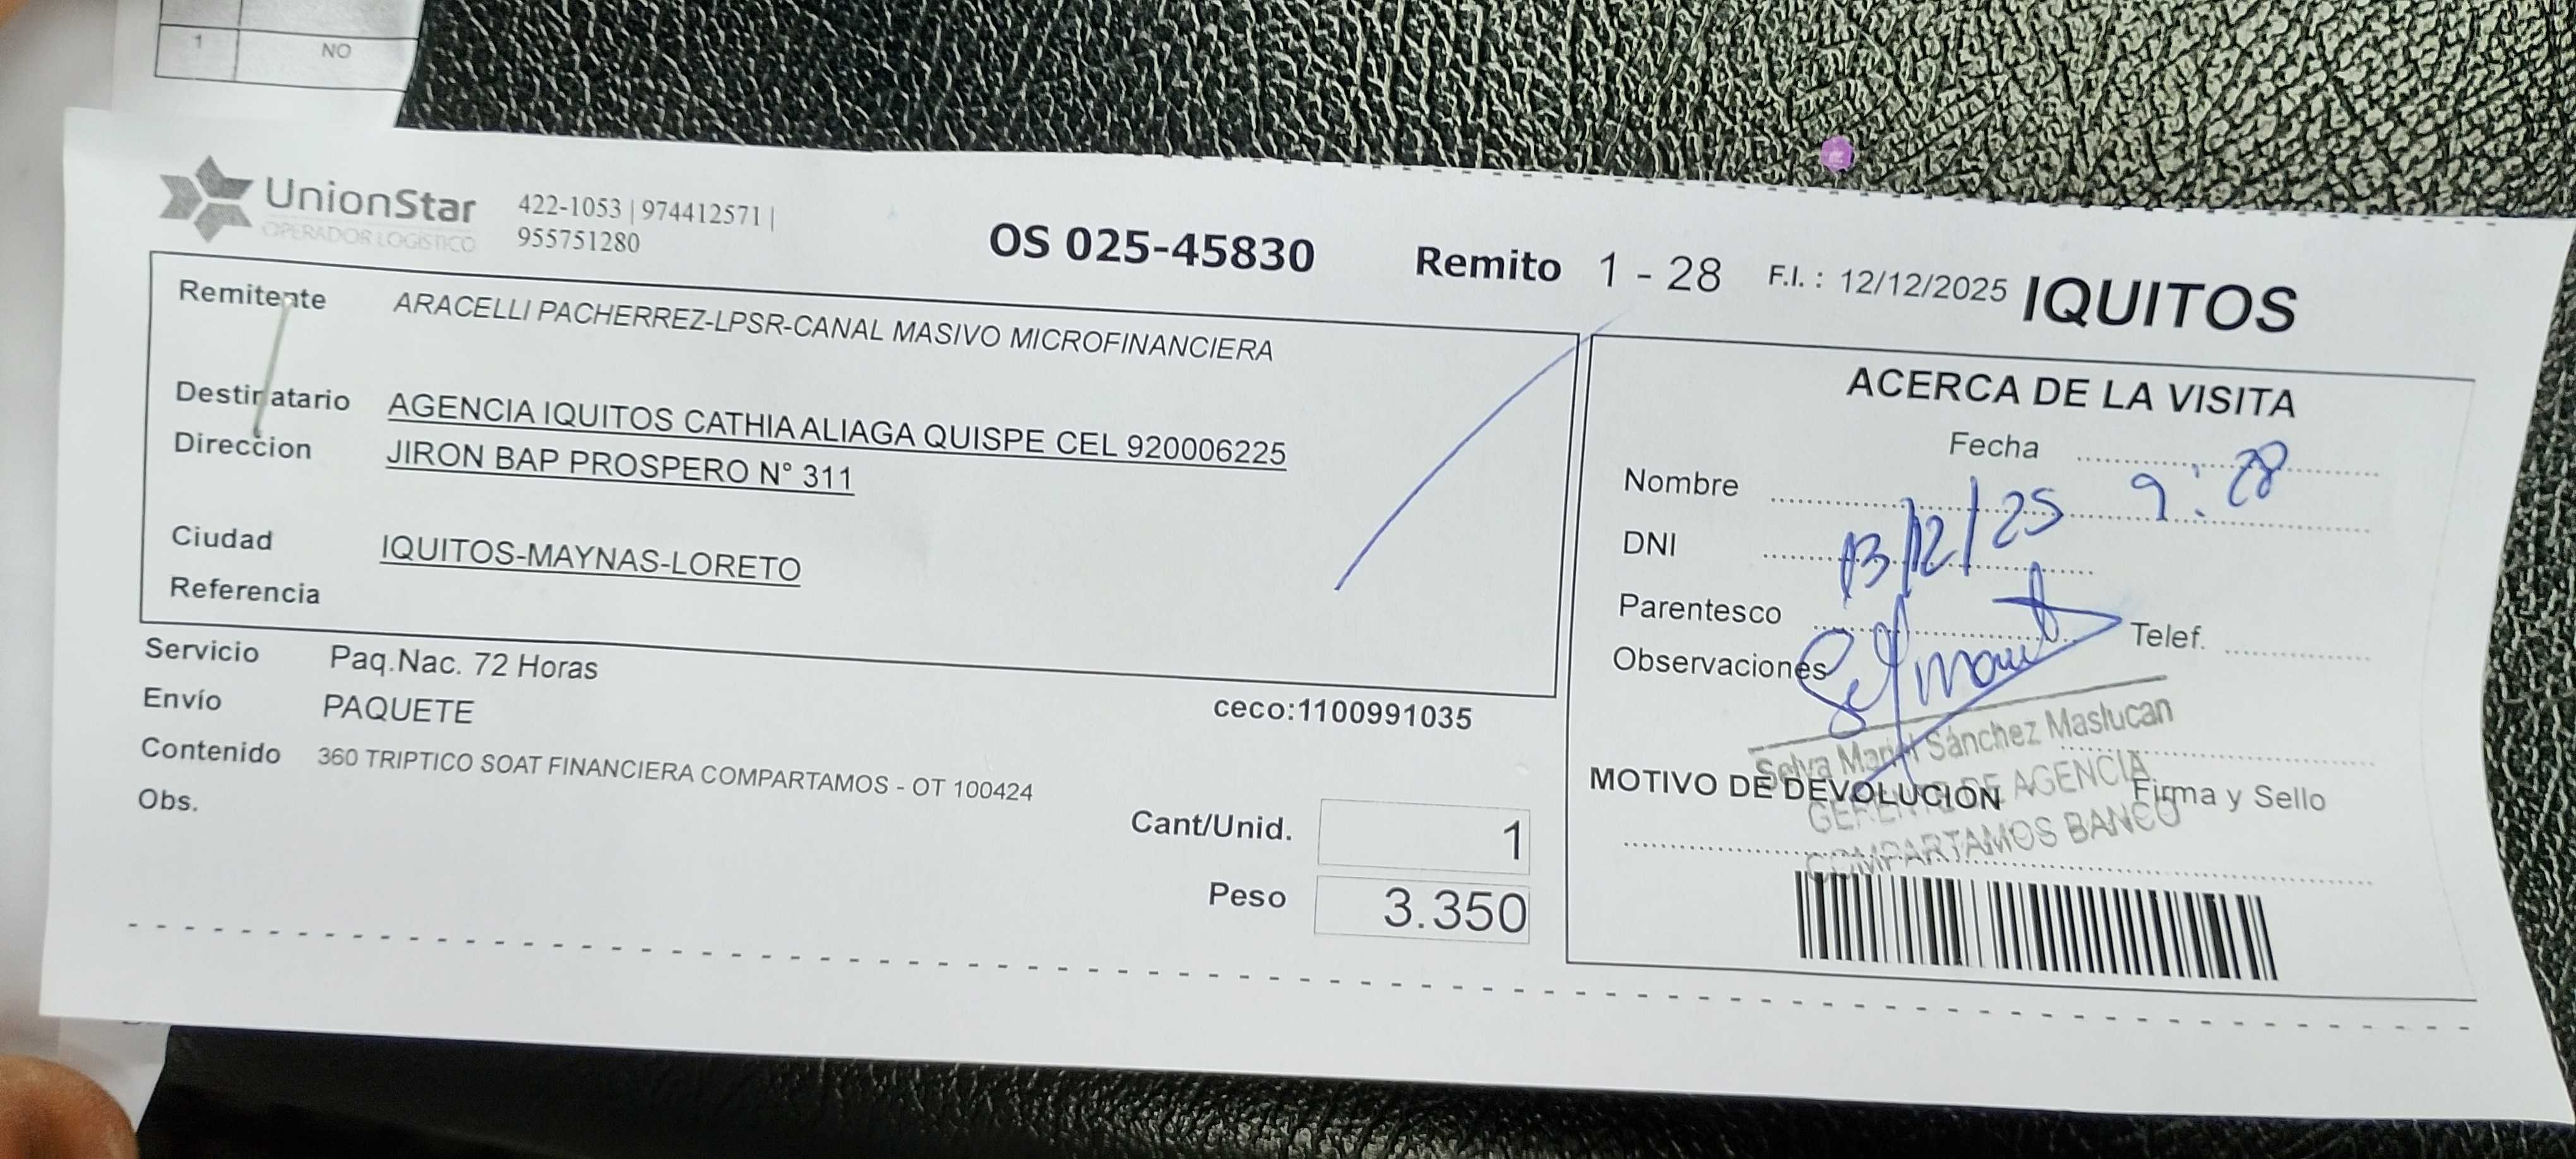 1 NO
UnionStar
OPERADOR LOGÍSTICO
422-1053 | 974412571 |
955751280
OS 025-45830
Remito 1 - 28
F.I. : 12/12/2025
IQUITOS
Remitente ARACELLI PACHERREZ-LPSR-CANAL MASIVO MICROFINANCIERA
Destinatario AGENCIA IQUITOS CATHIA ALIAGA QUISPE CEL 920006225
Direccion JIRON BAP PROSPERO N° 311
Ciudad IQUITOS-MAYNAS-LORETO
Referencia
Servicio Paq.Nac. 72 Horas
Envío PAQUETE
ceco:1100991035
Contenido 360 TRIPTICO SOAT FINANCIERA COMPARTAMOS - OT 100424
Obs.
Cant/Unid. 1
Peso 3.350
ACERCA DE LA VISITA
Fecha
Nombre
13/12/25 9:28
DNI
Parentesco
Telef.
Observaciones
Selva Sánchez Maslucan
GERENTE DE AGENCIA
COMPARTAMOS BANCO
MOTIVO DE DEVOLUCIÓN
Firma y Sello